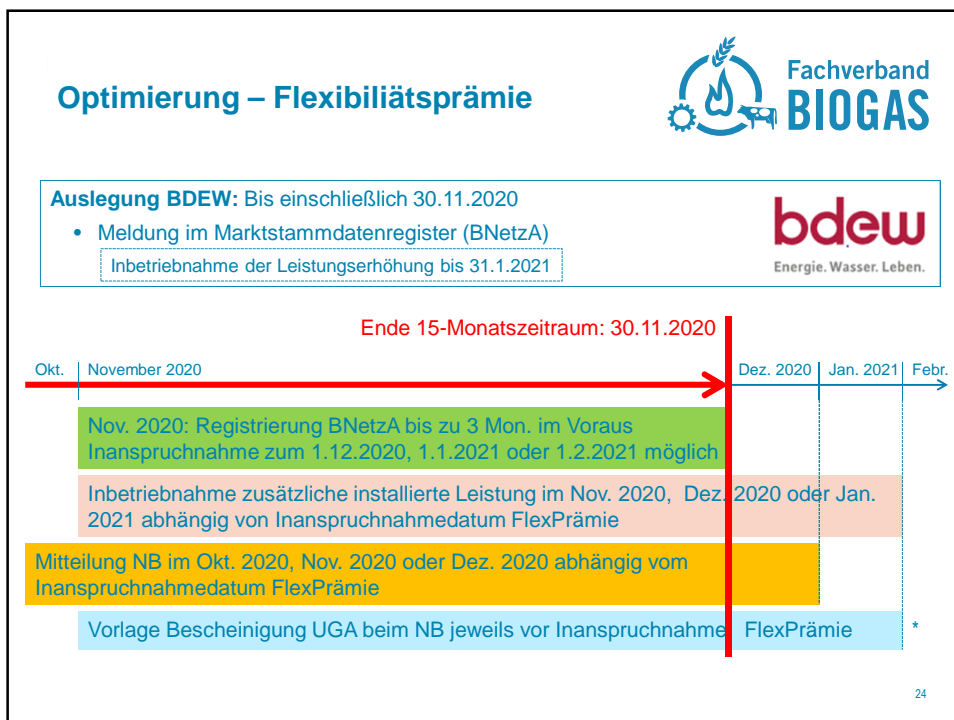 Optimierung – Flexibiliätsprämie
Fachverband
BIOGAS
Auslegung BDEW: Bis einschließlich 30.11.2020
• Meldung im Marktstammdatenregister (BNetzA)
Inbetriebnahme der Leistungserhöhung bis 31.1.2021
bdew
Energie. Wasser. Leben.
Ende 15-Monatszeitraum: 30.11.2020
Okt. November 2020 Dez. 2020 Jan. 2021 Febr.
Nov. 2020: Registrierung BNetzA bis zu 3 Mon. im Voraus
Inanspruchnahme zum 1.12.2020, 1.1.2021 oder 1.2.2021 möglich
Inbetriebnahme zusätzliche installierte Leistung im Nov. 2020, Dez. 2020 oder Jan.
2021 abhängig von Inanspruchnahmedatum FlexPrämie
Mitteilung NB im Okt. 2020, Nov. 2020 oder Dez. 2020 abhängig vom
Inanspruchnahmedatum FlexPrämie
Vorlage Bescheinigung UGA beim NB jeweils vor Inanspruchnahme FlexPrämie *
24